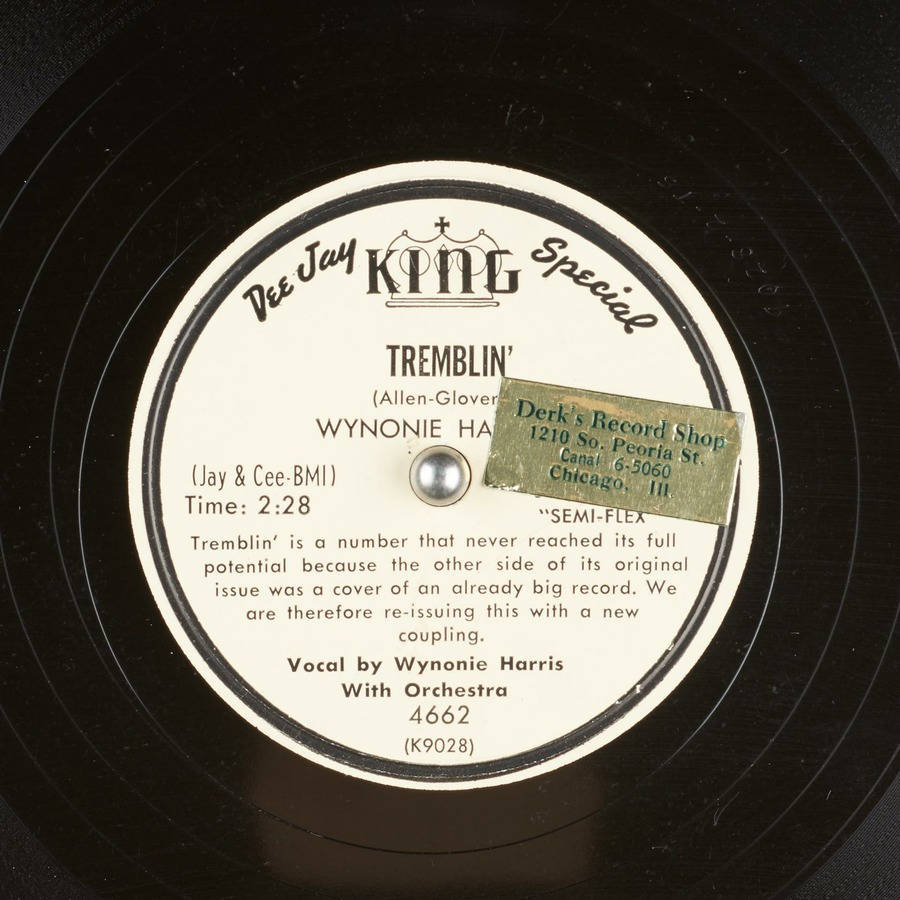 Dee Jay KING Special
TREMBLIN'
(Allen-Glover
WYNONIE HA
Derk's Record Shop
1210 So. Peoria St.
Canal 6-5060
Chicago, Ill.
(Jay & Cee-BMI)
Time: 2:28
"SEMI-FLEX"
Tremblin' is a number that never reached its full
potential because the other side of its original
issue was a cover of an already big record. We
are therefore re-issuing this with a new
coupling.
Vocal by Wynonie Harris
With Orchestra
4662
(K9028)